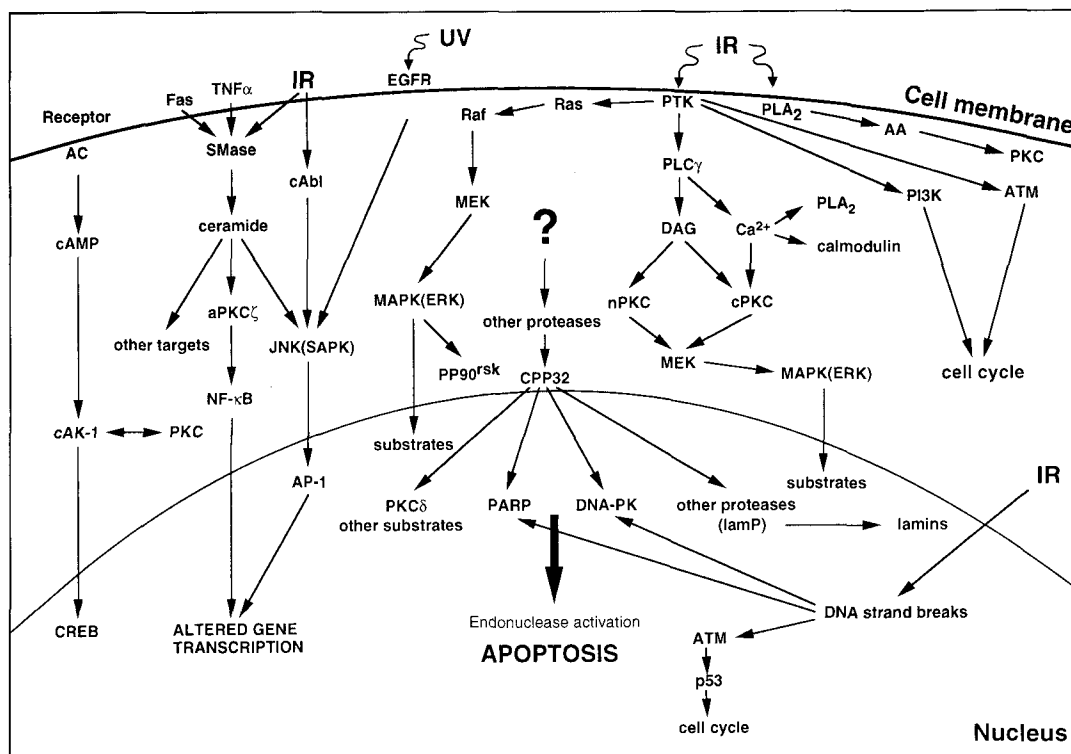 UV
IR
EGFR
IR
TNFα
Fas
Receptor
Cell membrane
Ras
PTK
PLA2
Raf
AA
AC
SMase
PKC
PLCγ
cAbl
PI3K
ATM
MEK
PLA2
?
cAMP
ceramide
DAG
Ca2+
calmodulin
MAPK(ERK)
nPKC
cPKC
aPKCζ
other proteases
other targets
JNK(SAPK)
PP90rsk
MEK
CPP32
MAPK(ERK)
cell cycle
NF-κB
cAK-1
PKC
substrates
AP-1
substrates
IR
PKCδ
other substrates
PARP
DNA-PK
other proteases
(lamP)
lamins
DNA strand breaks
CREB
ALTERED GENE
TRANSCRIPTION
Endonuclease activation
APOPTOSIS
ATM
p53
cell cycle
Nucleus